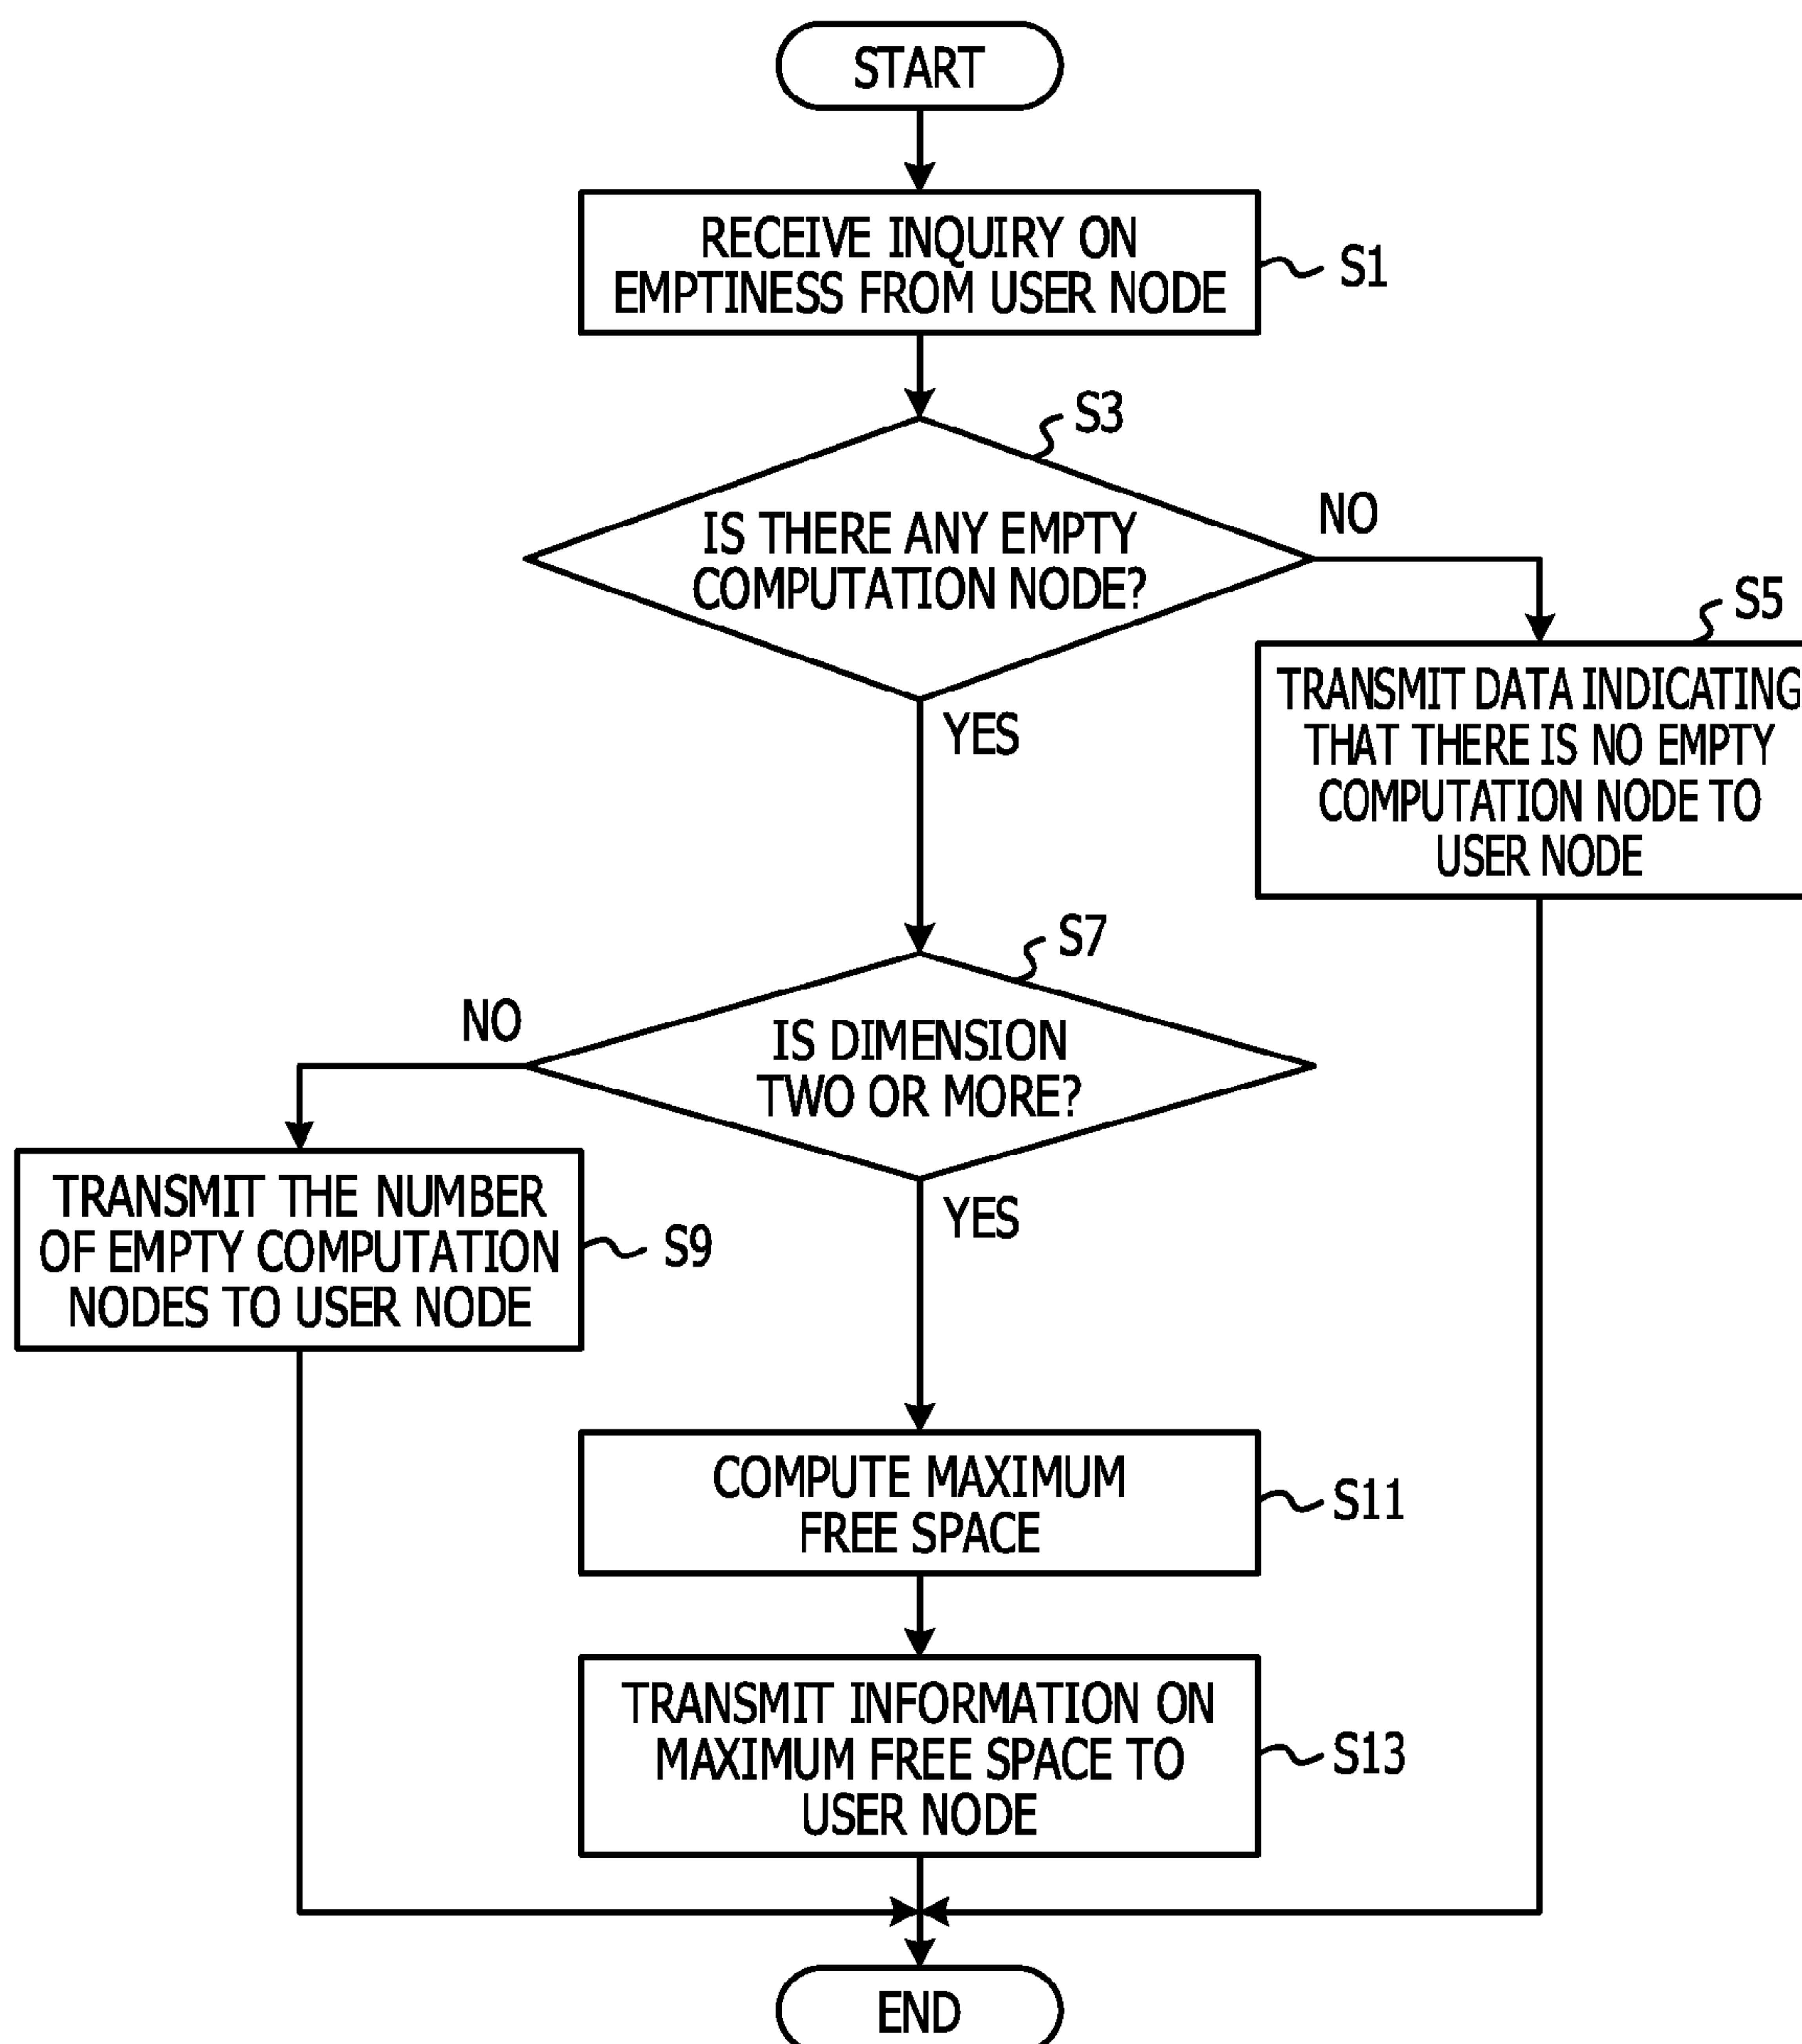 START
RECEIVE INQUIRY ON
EMPTINESS FROM USER NODE
S1
S3
IS THERE ANY EMPTY
COMPUTATION NODE?
NO
YES
S5
TRANSMIT DATA INDICATING
THAT THERE IS NO EMPTY
COMPUTATION NODE TO
USER NODE
S7
IS DIMENSION
TWO OR MORE?
NO
YES
TRANSMIT THE NUMBER
OF EMPTY COMPUTATION
NODES TO USER NODE
S9
COMPUTE MAXIMUM
FREE SPACE
S11
TRANSMIT INFORMATION ON
MAXIMUM FREE SPACE TO
USER NODE
S13
END